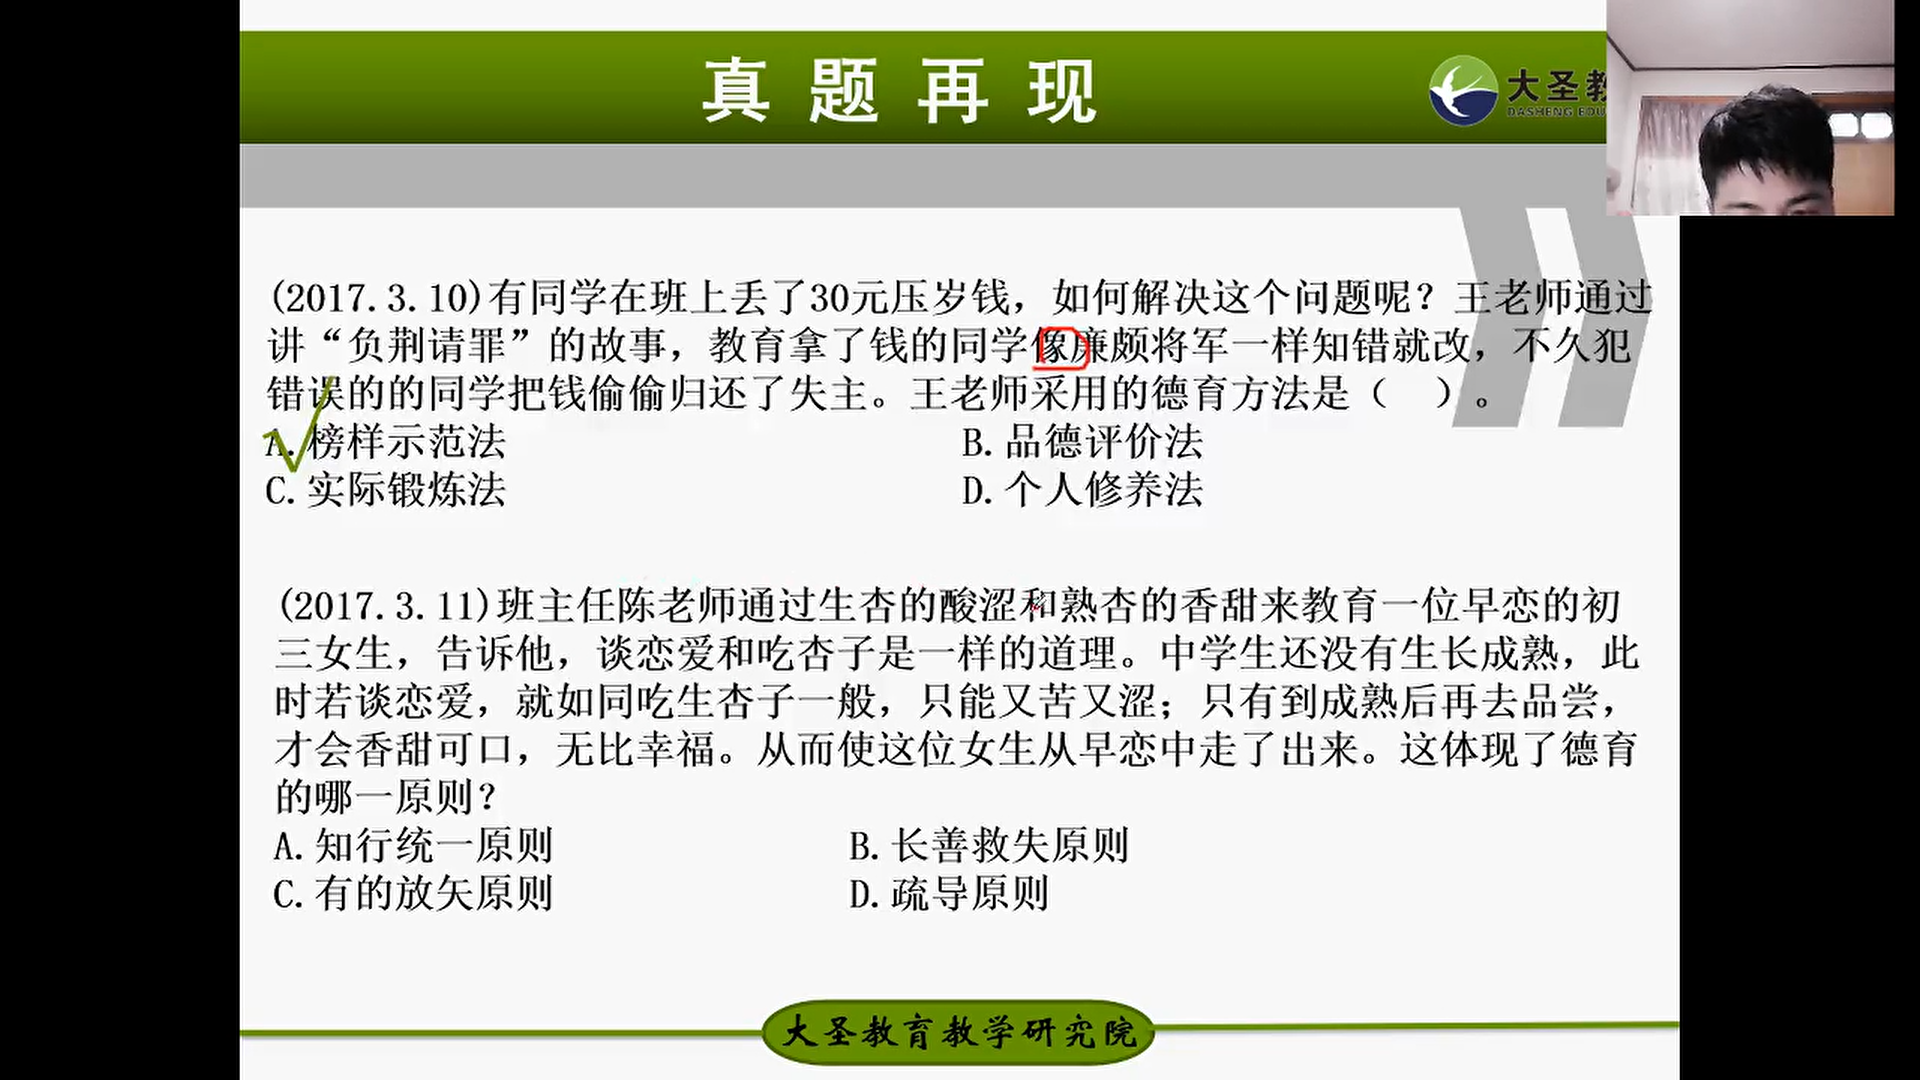 真题再现
大圣教
DASHENG EDU
(2017.3.10)有同学在班上丢了30元压岁钱，如何解决这个问题呢？王老师通过
讲“负荆请罪”的故事，教育拿了钱的同学像廉颇将军一样知错就改，不久犯
错误的的同学把钱偷偷归还了失主。王老师采用的德育方法是（ ）。
A.榜样示范法 B.品德评价法
C.实际锻炼法 D.个人修养法
(2017.3.11)班主任陈老师通过生杏的酸涩和熟杏的香甜来教育一位早恋的初
三女生，告诉他，谈恋爱和吃杏子是一样的道理。中学生还没有生长成熟，此
时若谈恋爱，就如同吃生杏子一般，只能又苦又涩；只有到成熟后再去品尝，
才会香甜可口，无比幸福。从而使这位女生从早恋中走了出来。这体现了德育
的哪一原则？
A.知行统一原则 B.长善救失原则
C.有的放矢原则 D.疏导原则
大圣教育教学研究院